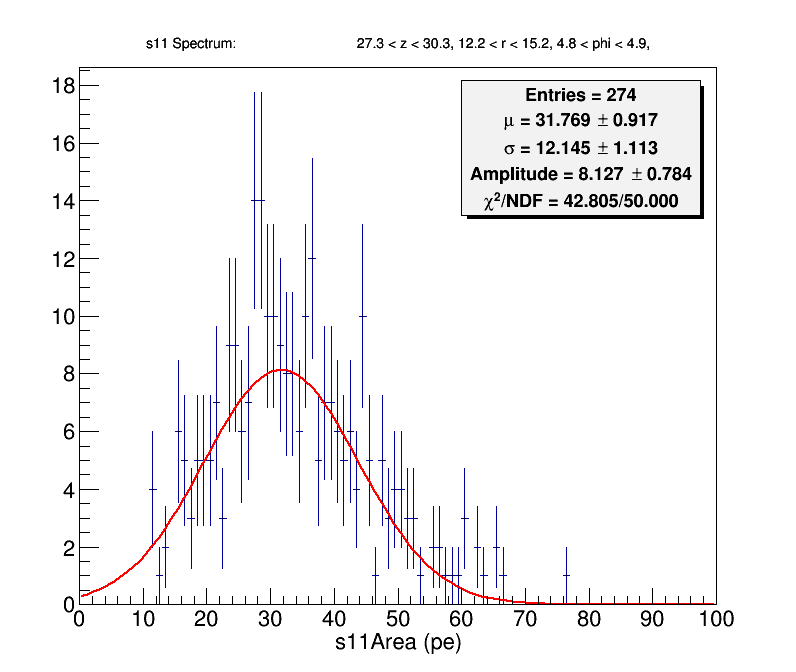 s11 Spectrum: 27.3 < z < 30.3, 12.2 < r < 15.2, 4.8 < phi < 4.9,
Entries = 274
μ = 31.769 ± 0.917
σ = 12.145 ± 1.113
Amplitude = 8.127 ± 0.784
χ²/NDF = 42.805/50.000
18
16
14
12
10
8
6
4
2
0
0 10 20 30 40 50 60 70 80 90 100
s11Area (pe)